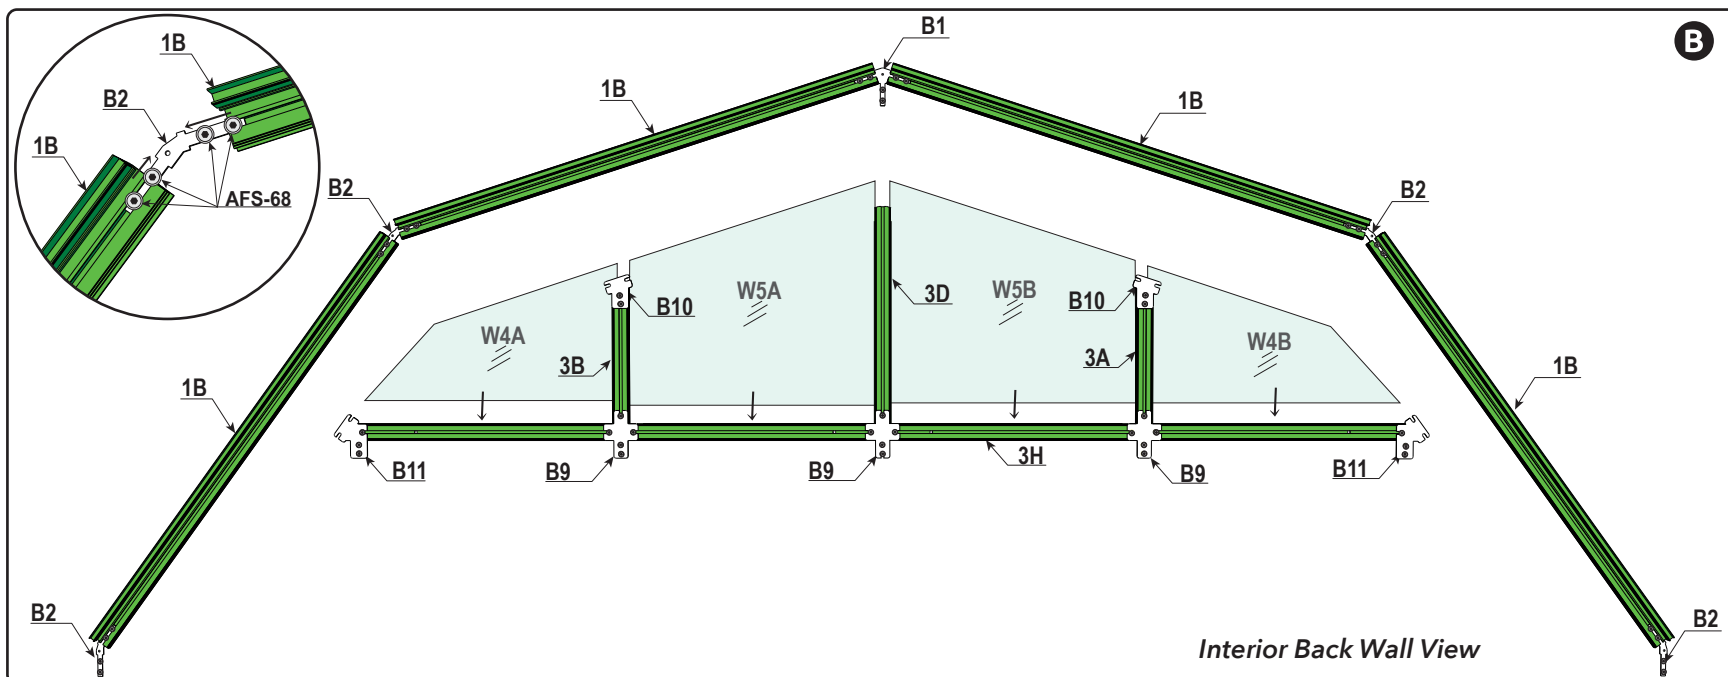 B
1B
B2
1B
AFS-68
B1
1B
1B
B2
B2
W4A
B10
W5A
3D
W5B
B10
W4B
3B
3A
1B
1B
B11
B9
B9
3H
B9
B11
B2
B2
Interior Back Wall View